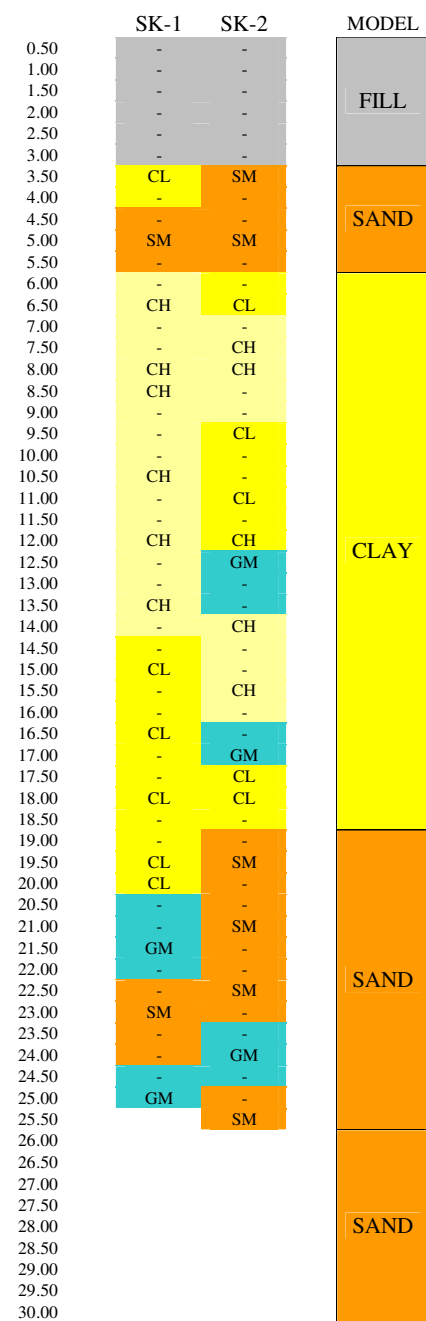 SK-1 SK-2 MODEL
0.50 - -
1.00 - -
1.50 - -
2.00 - - FILL
2.50 - -
3.00 - -
3.50 CL SM
4.00 - -
4.50 - - SAND
5.00 SM SM
5.50 - -
6.00 - -
6.50 CH CL
7.00 - -
7.50 - CH
8.00 CH CH
8.50 CH -
9.00 - -
9.50 - CL
10.00 - -
10.50 CH -
11.00 - CL
11.50 - -
12.00 CH CH CLAY
12.50 - GM
13.00 - -
13.50 CH -
14.00 - CH
14.50 - -
15.00 CL -
15.50 - CH
16.00 - -
16.50 CL -
17.00 - GM
17.50 - CL
18.00 CL CL
18.50 - -
19.00 - -
19.50 CL SM
20.00 CL -
20.50 - -
21.00 - SM
21.50 GM -
22.00 - - SAND
22.50 - SM
23.00 SM -
23.50 - -
24.00 - GM
24.50 - -
25.00 GM -
25.50 SM
26.00
26.50
27.00
27.50
28.00 SAND
28.50
29.00
29.50
30.00